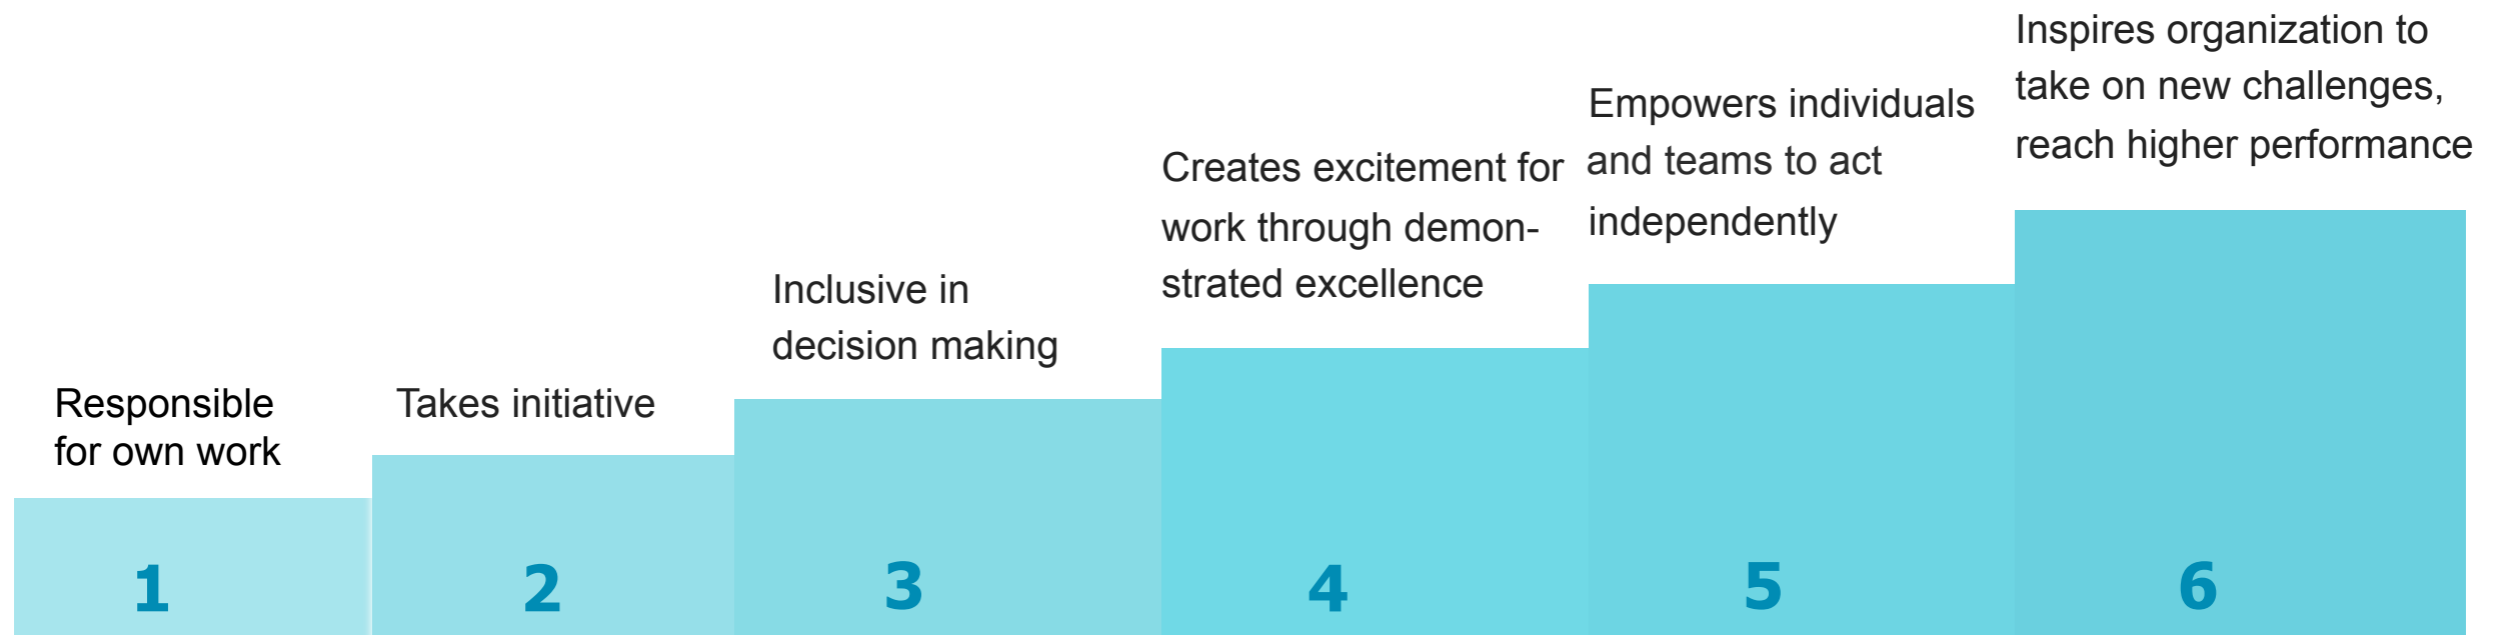 Responsible
for own work
1
Takes initiative
2
Inclusive in
decision making
3
Creates excitement for
work through demon-
strated excellence
4
Empowers individuals
and teams to act
independently
5
Inspires organization to
take on new challenges,
reach higher performance
6